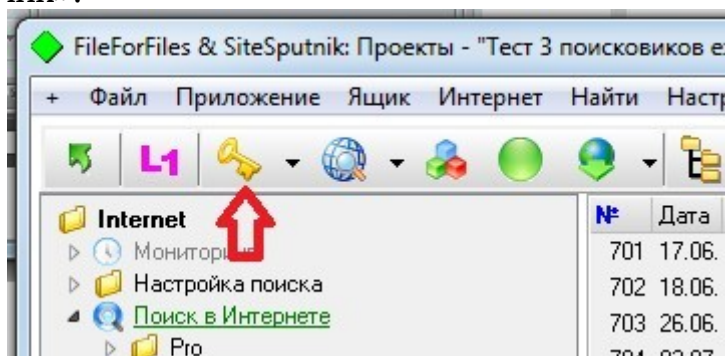 FileForFiles & SiteSputnik: Проекты - "Тест 3 поисковиков
+ Файл Приложение Ящик Интернет Найти
L1
Internet
№ Дата
Мониторинг
701 17.06.
Настройка поиска
702 18.06.
Поиск в Интернете
703 26.06.
Pro